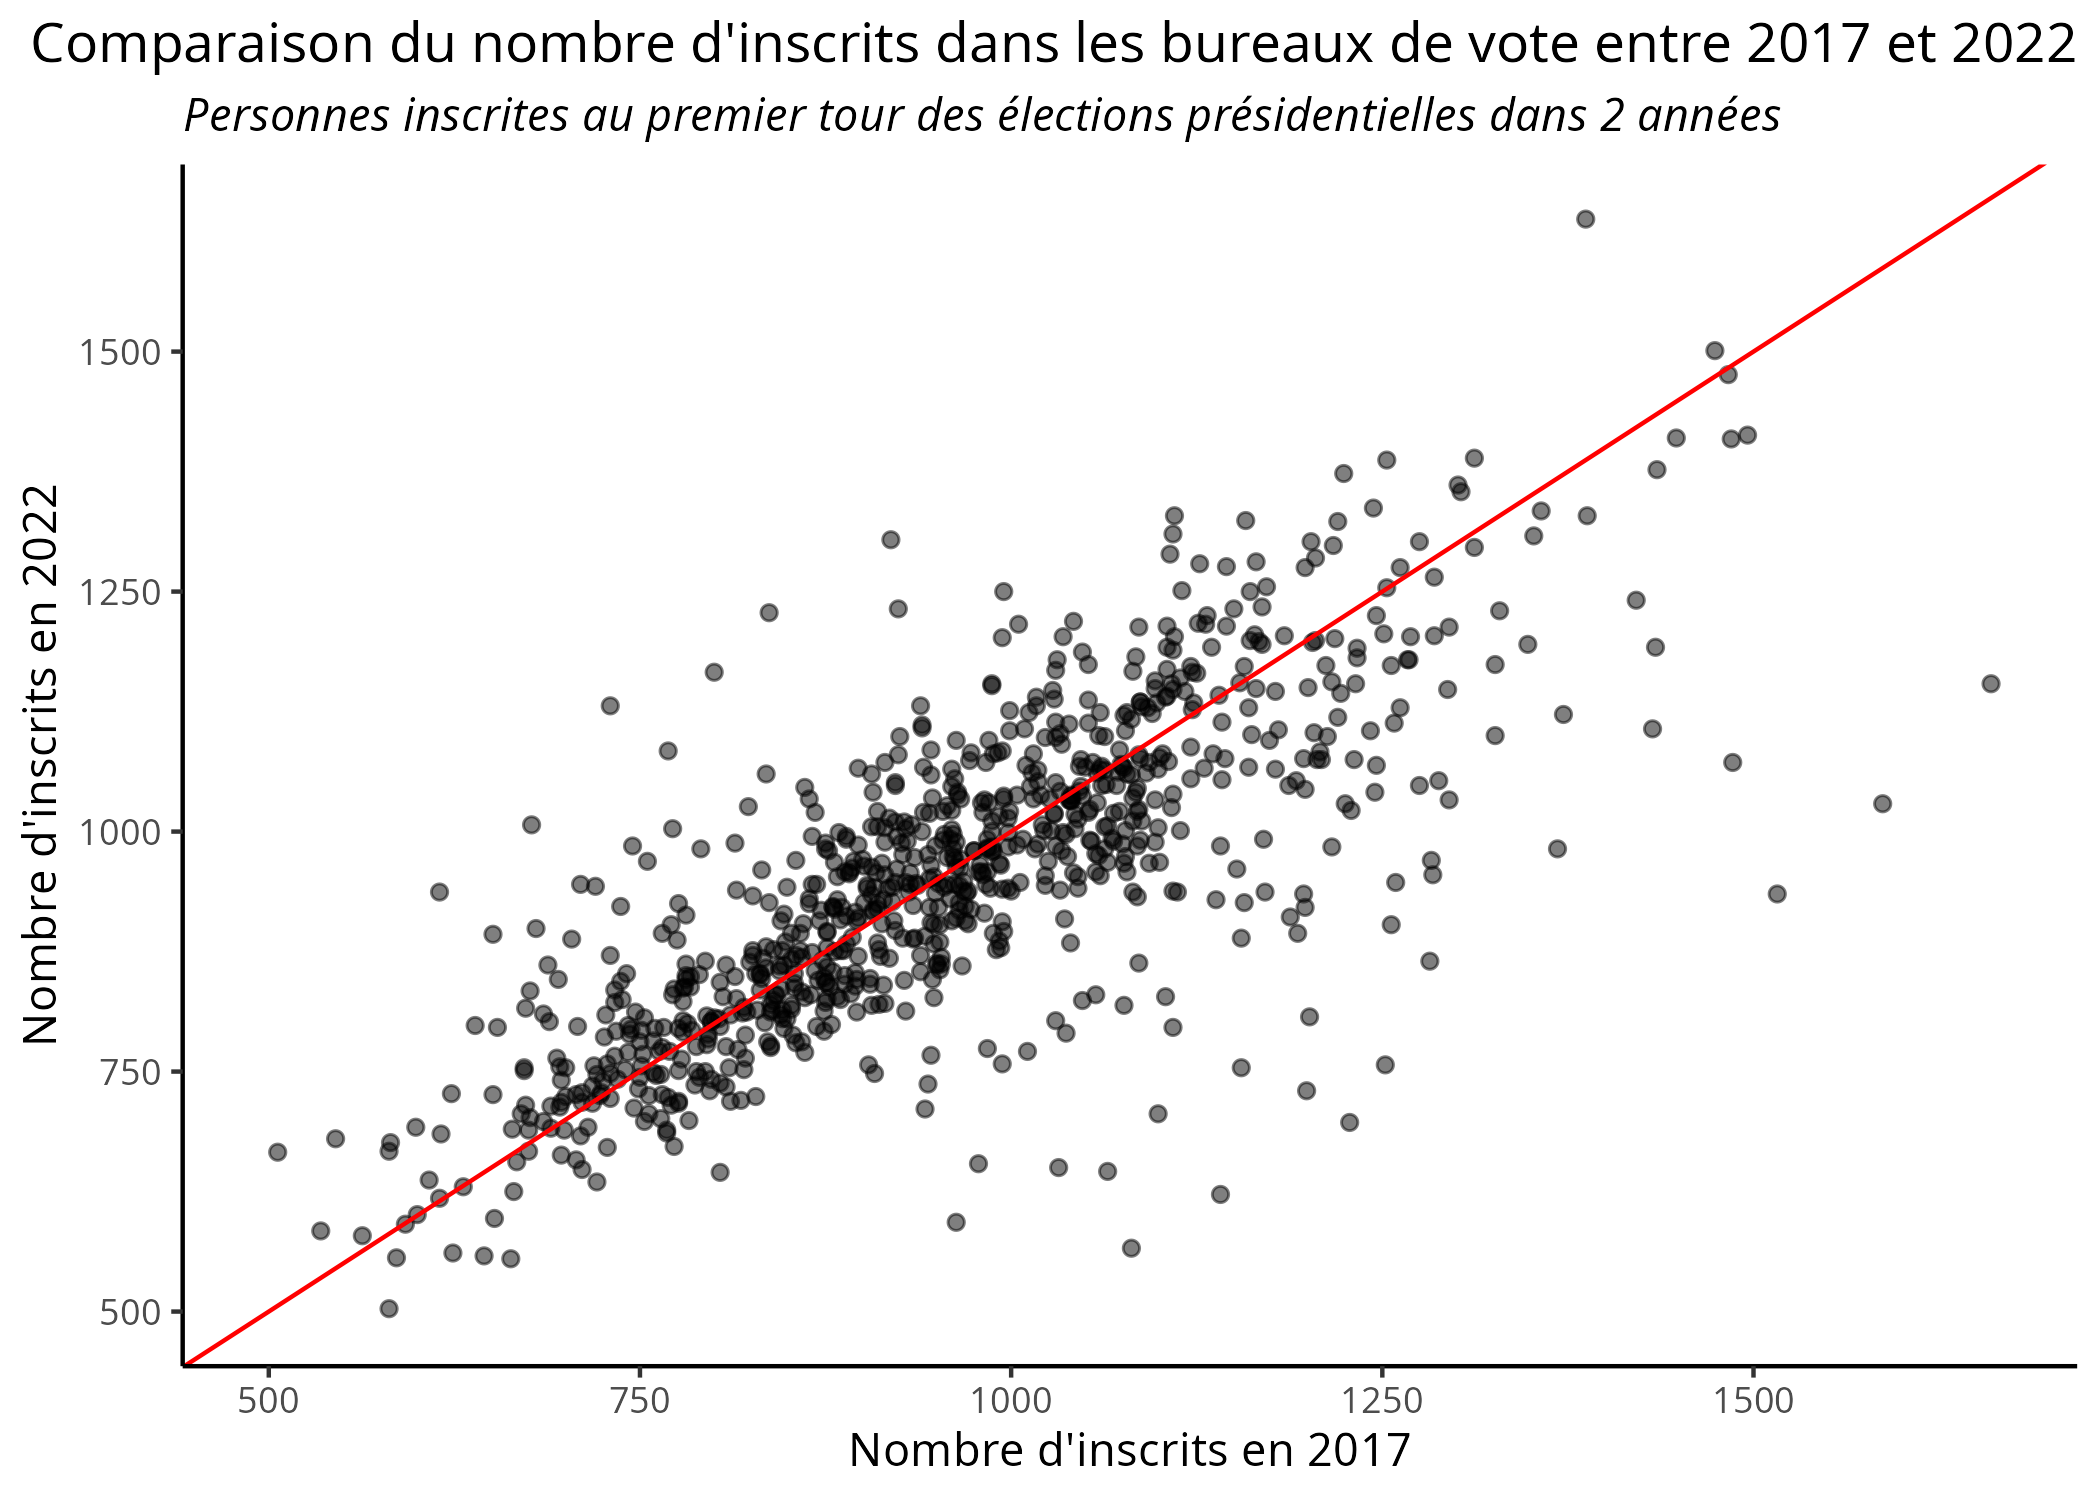 Comparaison du nombre d'inscrits dans les bureaux de vote entre 2017 et 2022
Personnes inscrites au premier tour des élections présidentielles dans 2 années
Nombre d'inscrits en 2022
1500
1250
1000
750
500
500 750 1000 1250 1500
Nombre d'inscrits en 2017